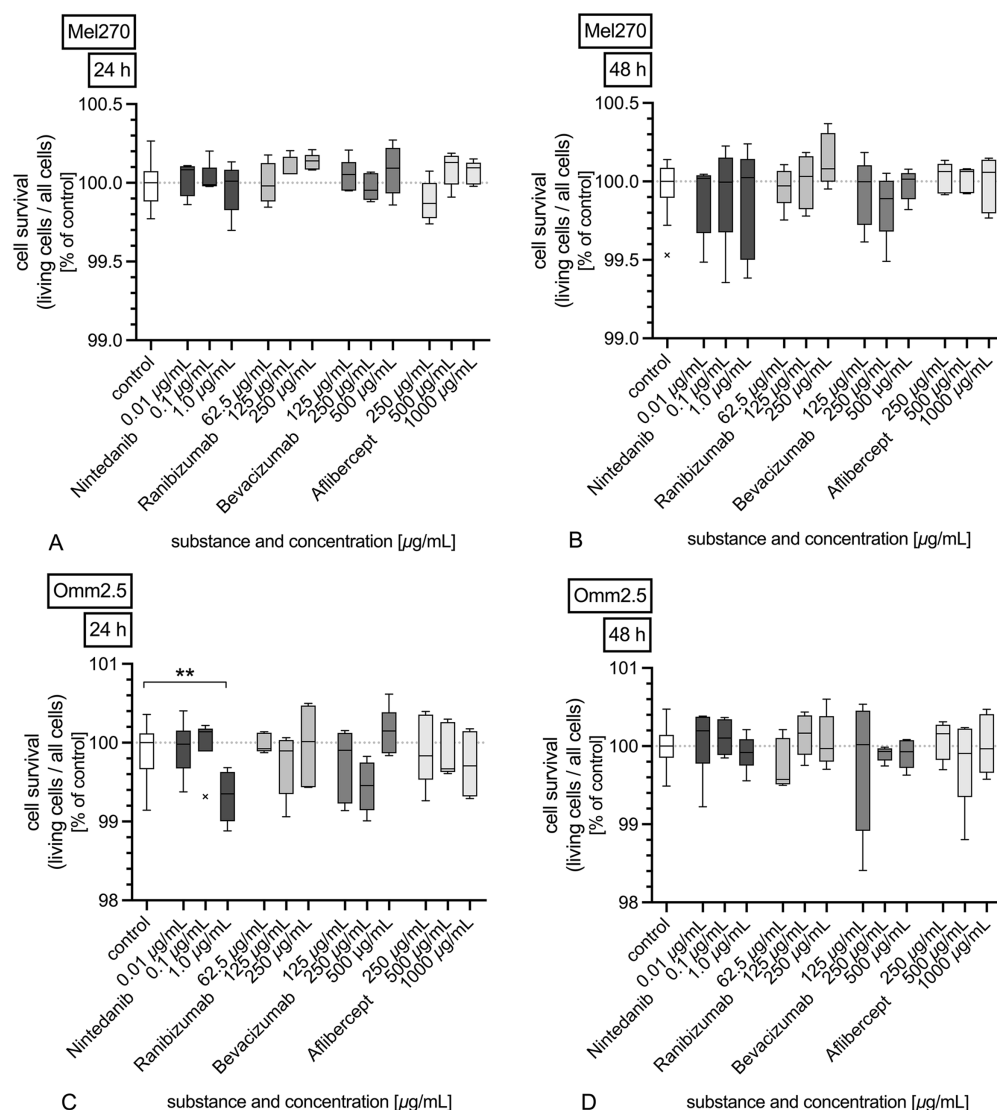 Mel270
24 h
cell survival
(living cells / all cells)
[% of control]
100.5
100.0
99.5
99.0
control
0.01 µg/mL
0.1 µg/mL
1.0 µg/mL
62.5 µg/mL
125 µg/mL
250 µg/mL
125 µg/mL
250 µg/mL
500 µg/mL
250 µg/mL
500 µg/mL
1000 µg/mL
Nintedanib
Ranibizumab
Bevacizumab
Aflibercept
A
substance and concentration [µg/mL]
Mel270
48 h
cell survival
(living cells / all cells)
[% of control]
100.5
100.0
99.5
99.0
control
0.01 µg/mL
0.1 µg/mL
1.0 µg/mL
62.5 µg/mL
125 µg/mL
250 µg/mL
125 µg/mL
250 µg/mL
500 µg/mL
250 µg/mL
500 µg/mL
1000 µg/mL
Nintedanib
Ranibizumab
Bevacizumab
Aflibercept
B
substance and concentration [µg/mL]
Omm2.5
24 h
cell survival
(living cells / all cells)
[% of control]
101
100
99
98
**
control
0.01 µg/mL
0.1 µg/mL
1.0 µg/mL
62.5 µg/mL
125 µg/mL
250 µg/mL
125 µg/mL
250 µg/mL
500 µg/mL
250 µg/mL
500 µg/mL
1000 µg/mL
Nintedanib
Ranibizumab
Bevacizumab
Aflibercept
C
substance and concentration [µg/mL]
Omm2.5
48 h
cell survival
(living cells / all cells)
[% of control]
101
100
99
98
control
0.01 µg/mL
0.1 µg/mL
1.0 µg/mL
62.5 µg/mL
125 µg/mL
250 µg/mL
125 µg/mL
250 µg/mL
500 µg/mL
250 µg/mL
500 µg/mL
1000 µg/mL
Nintedanib
Ranibizumab
Bevacizumab
Aflibercept
D
substance and concentration [µg/mL]